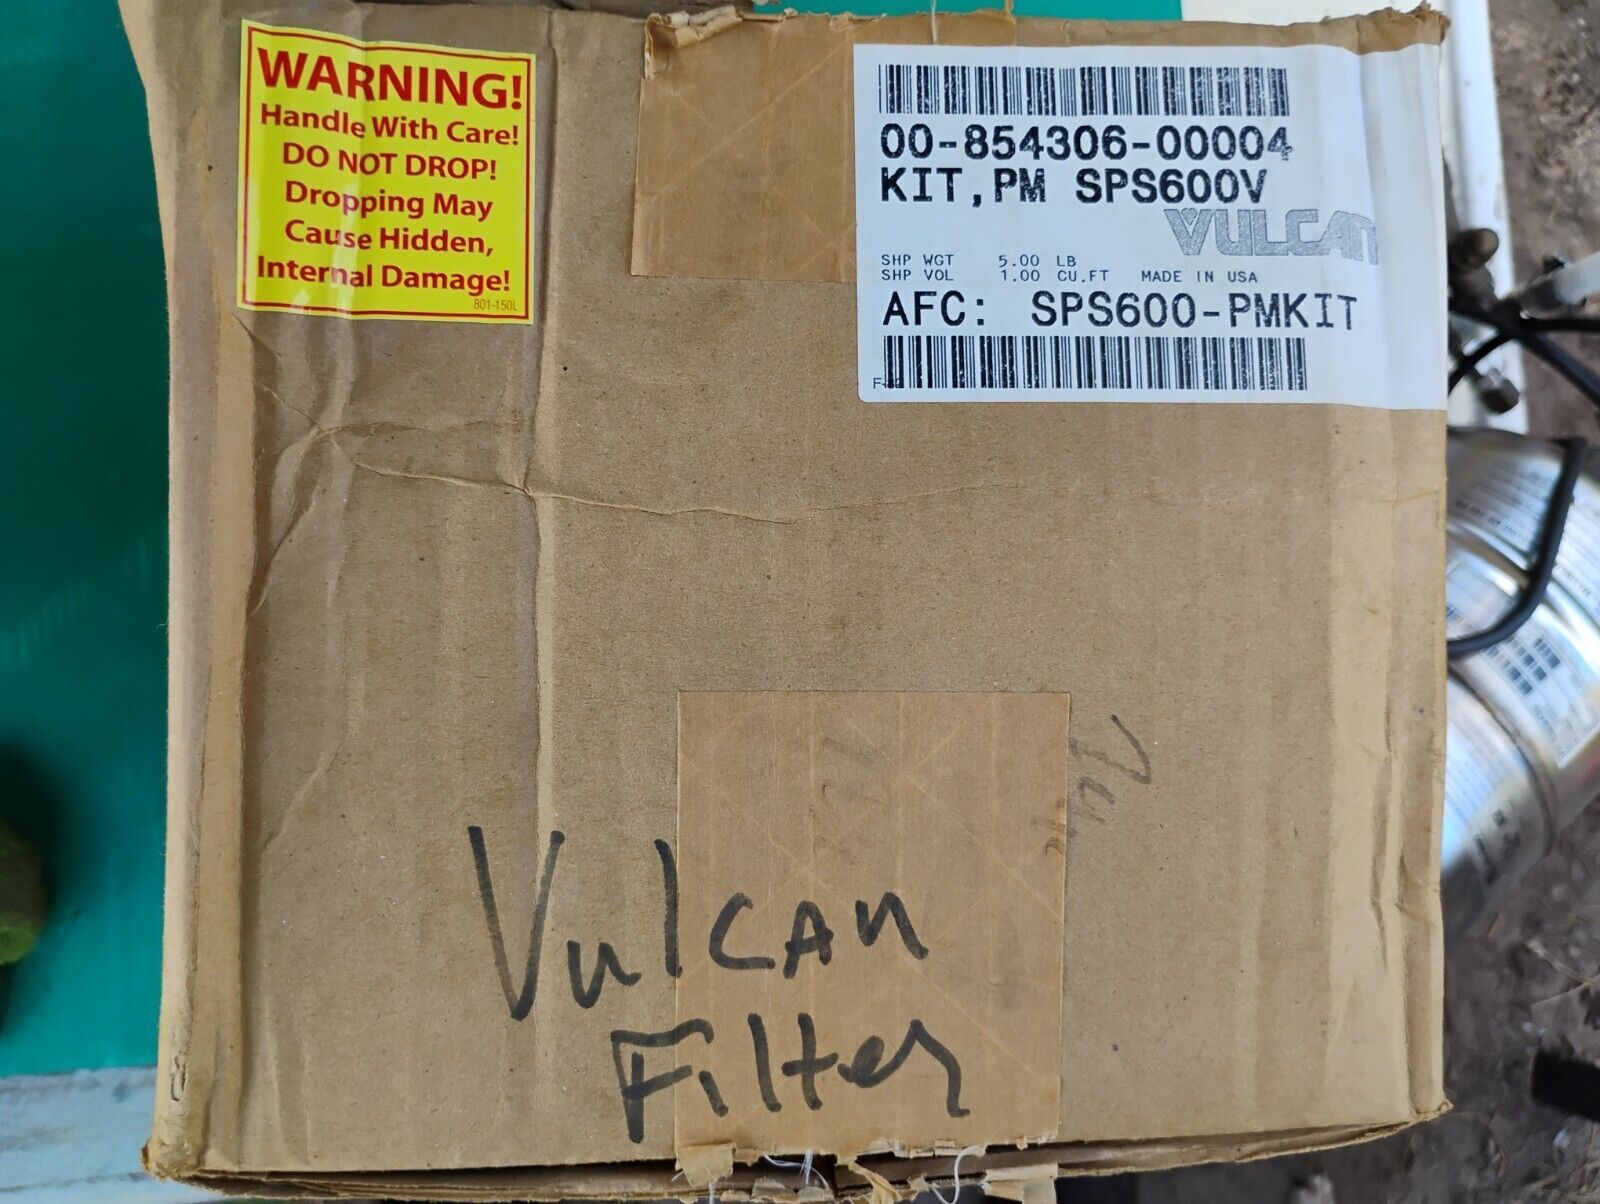 WARNING!
Handle With Care!
DO NOT DROP!
Dropping May
Cause Hidden,
Internal Damage!
801-150L
00-854306-00004
KIT,PM SPS600V
VULCAN
SHP WGT 5.00 LB
SHP VOL 1.00 CU.FT MADE IN USA
AFC: SPS600-PMKIT
Vulcan
Filter